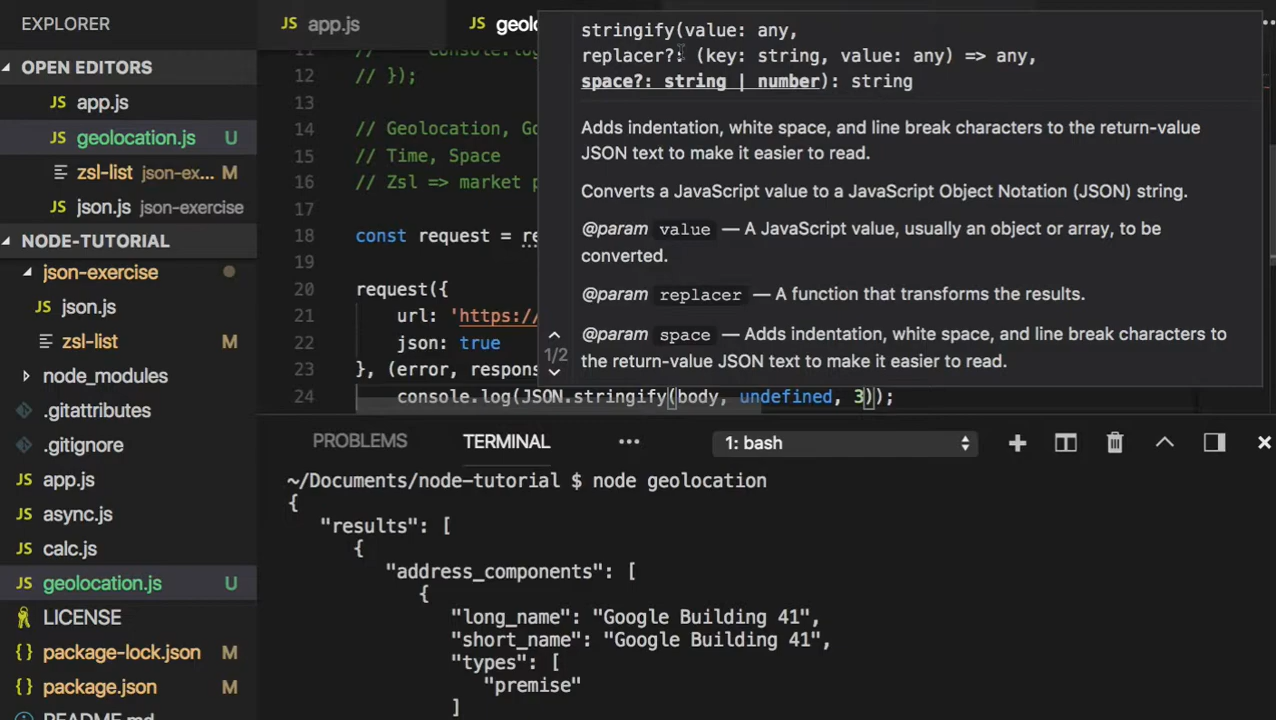 EXPLORER
OPEN EDITORS
JS app.js
JS geolocation.js U
zsl-list json-ex... M
JS json.js json-exercise
NODE-TUTORIAL
json-exercise
JS json.js
zsl-list
node_modules
.gitattributes
.gitignore
JS app.js
JS async.js
JS calc.js
JS geolocation.js U
LICENSE
{} package-lock.json M
{} package.json M
README.md
JS app.js
JS geolo
12 // });
13
14 // Geolocation,
15 // Time, Space
16 // Zsl => market
17
18 const request =
19
20 request({
21 url: 'https:/
22 json: true
23 }, (error,
24 console.log(JSON.stringify(body, undefined, 3));
stringify(value: any,
replacer?: (key: string, value: any) => any,
space?: string | number): string
Adds indentation, white space, and line break characters to the return-value
JSON text to make it easier to read.
Converts a JavaScript value to a JavaScript Object Notation (JSON) string.
@param value — A JavaScript value, usually an object or array, to be
converted.
@param replacer — A function that transforms the results.
@param space — Adds indentation, white space, and line break characters to
the return-value JSON text to make it easier to read.
1/2
PROBLEMS TERMINAL ••• 1: bash
~/Documents/node-tutorial $ node geolocation
{
"results": [
{
"address_components": [
{
"long_name": "Google Building 41",
"short_name": "Google Building 41",
"types": [
"premise"
]